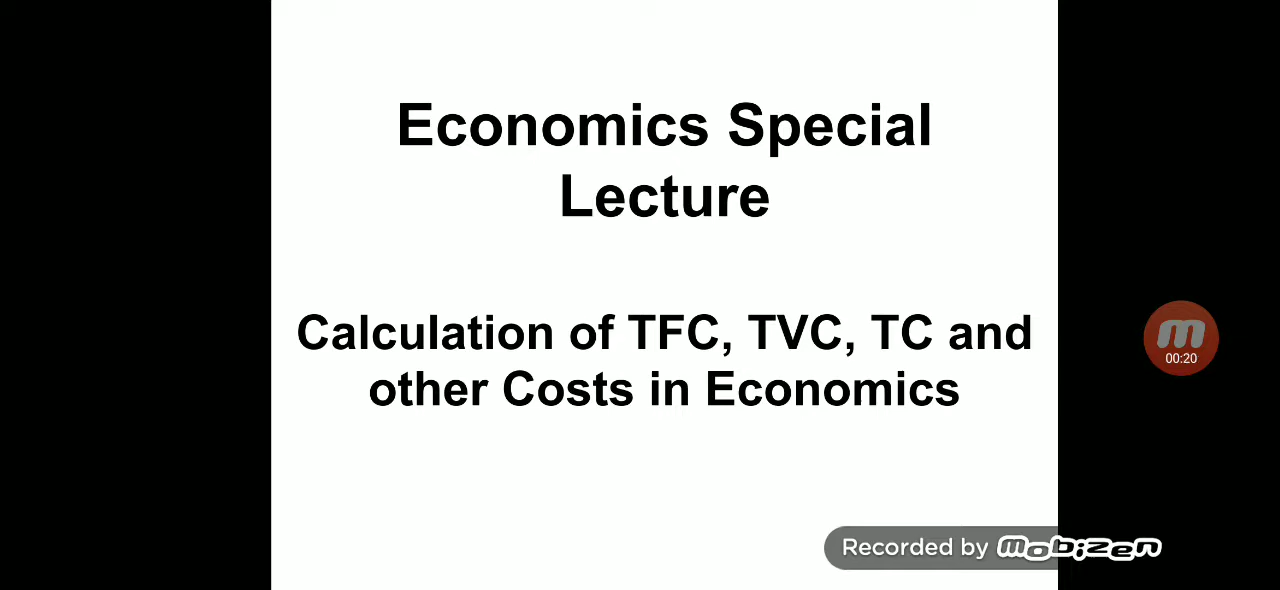 Economics Special
Lecture
Calculation of TFC, TVC, TC and
other Costs in Economics
00:20
Recorded by mobizen